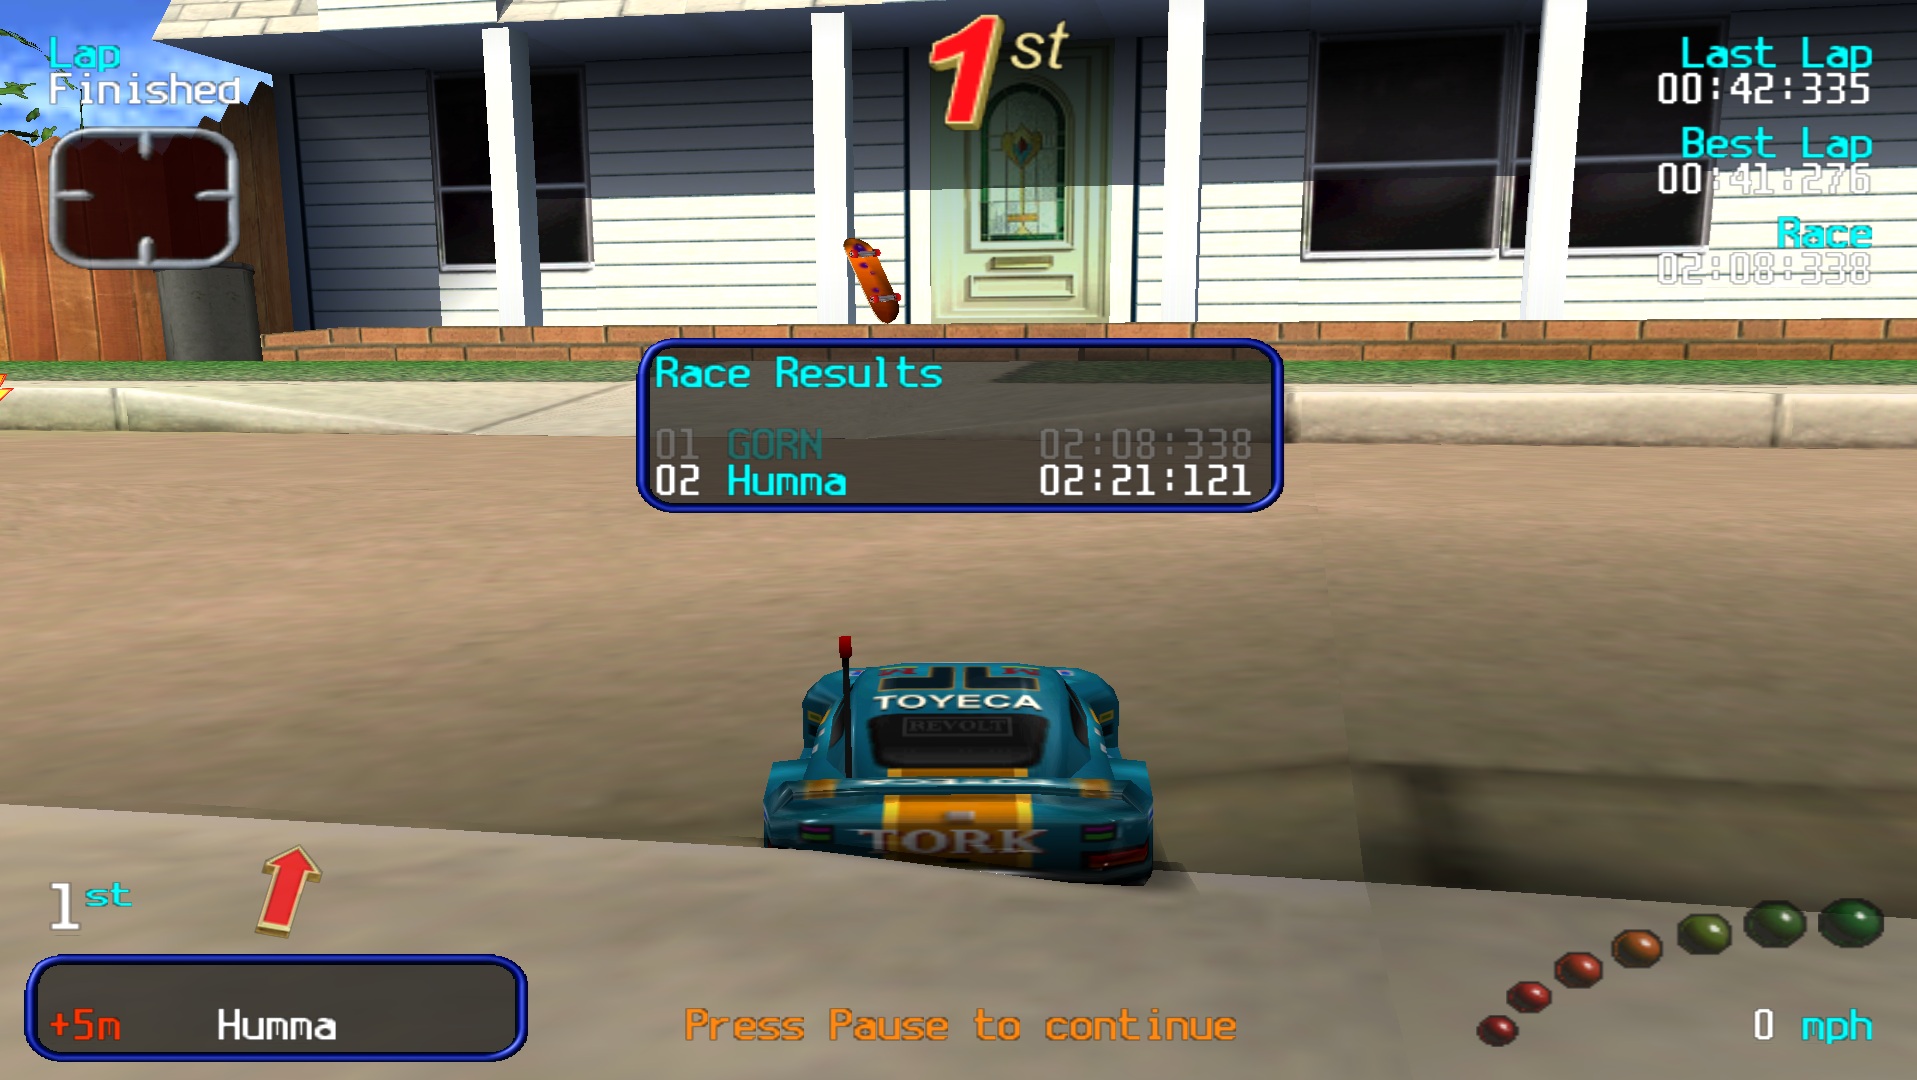 Lap
Finished
1st
Last Lap
00:42:335
Best Lap
00:41:276
Race
02:08:338
Race Results
01 GORN 02:08:338
02 Humma 02:21:121
TOYECA
REVOLT
TORK
1st
+5m Humma
Press Pause to continue
0 mph